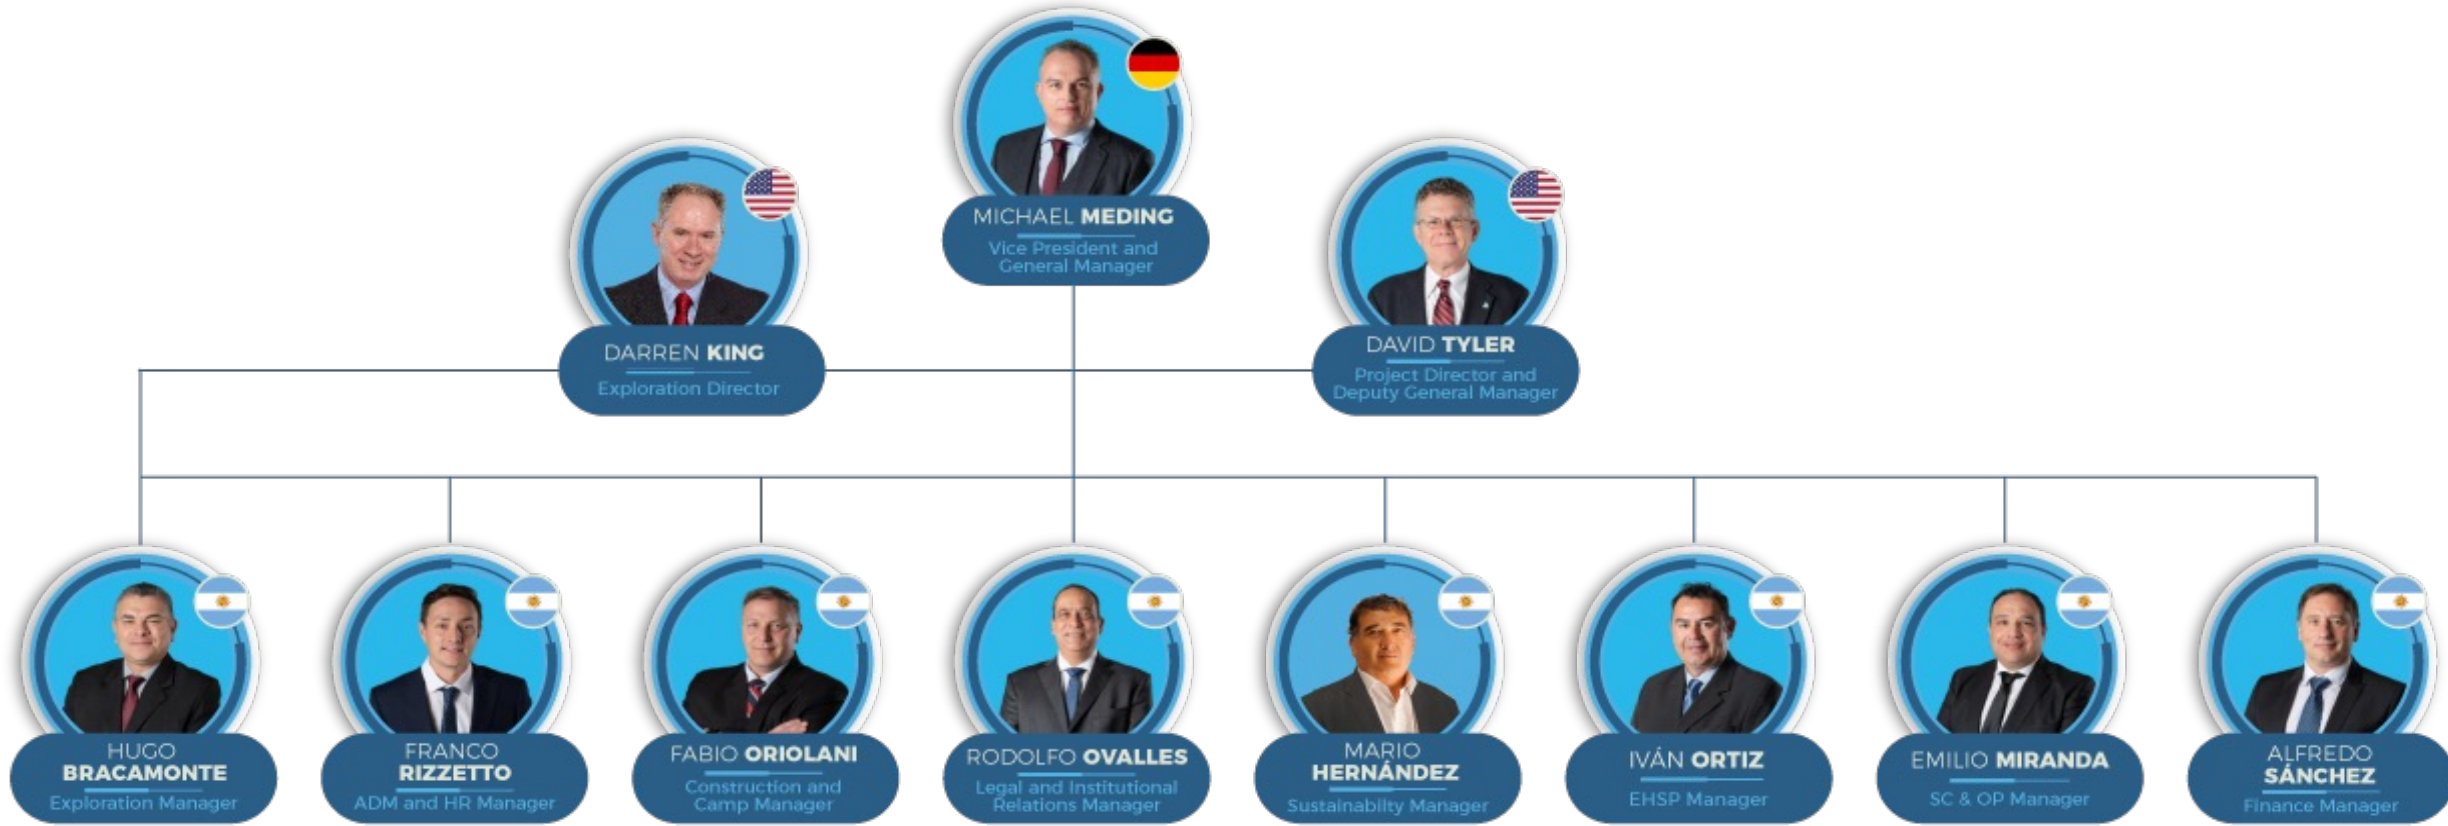 MICHAEL MEDING
Vice President and
General Manager
DARREN KING
Exploration Director
DAVID TYLER
Project Director and
Deputy General Manager
HUGO
BRACAMONTE
Exploration Manager
FRANCO
RIZZETTO
ADM and HR Manager
FABIO ORIOLANI
Construction and
Camp Manager
RODOLFO OVALLES
Legal and Institutional
Relations Manager
MARIO
HERNÁNDEZ
Sustainabilty Manager
IVÁN ORTIZ
EHSP Manager
EMILIO MIRANDA
SC & OP Manager
ALFREDO
SÁNCHEZ
Finance Manager